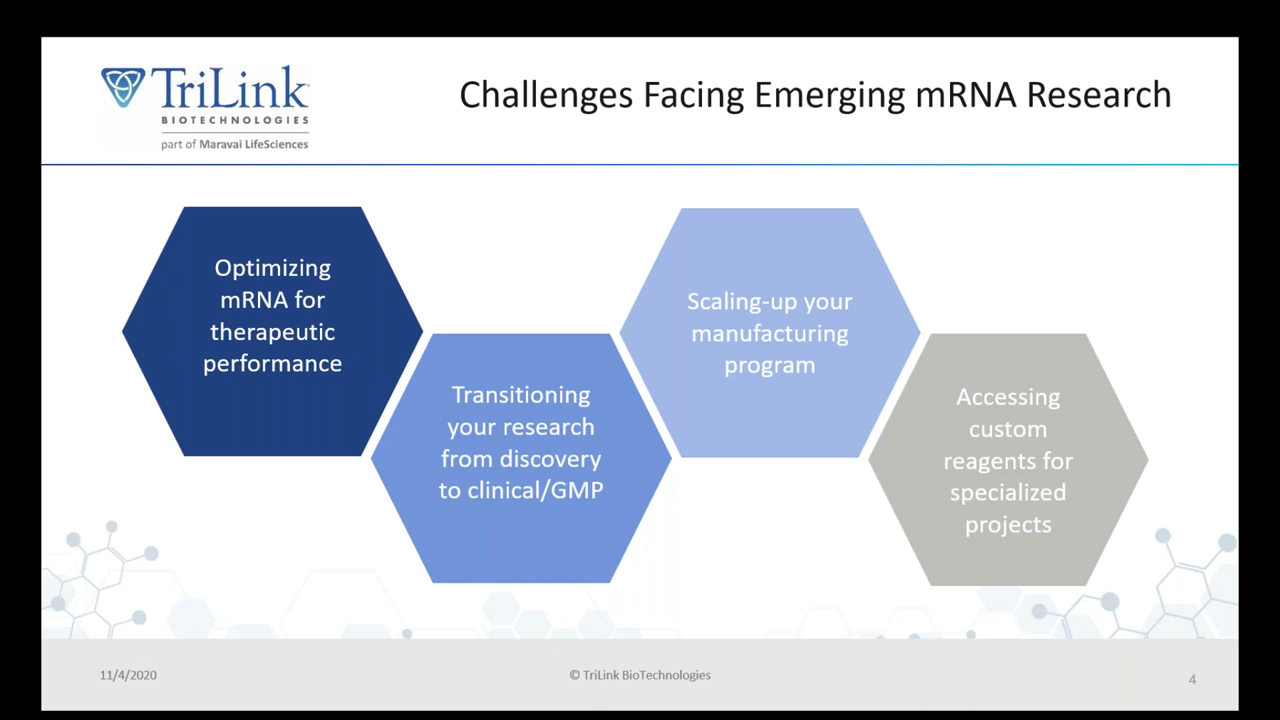 TriLink
BIOTECHNOLOGIES
part of Maravai LifeSciences
Challenges Facing Emerging mRNA Research
Optimizing
mRNA for
therapeutic
performance
Transitioning
your research
from discovery
to clinical/GMP
Scaling-up your
manufacturing
program
Accessing
custom
reagents for
specialized
projects
11/4/2020
© TriLink BioTechnologies
4